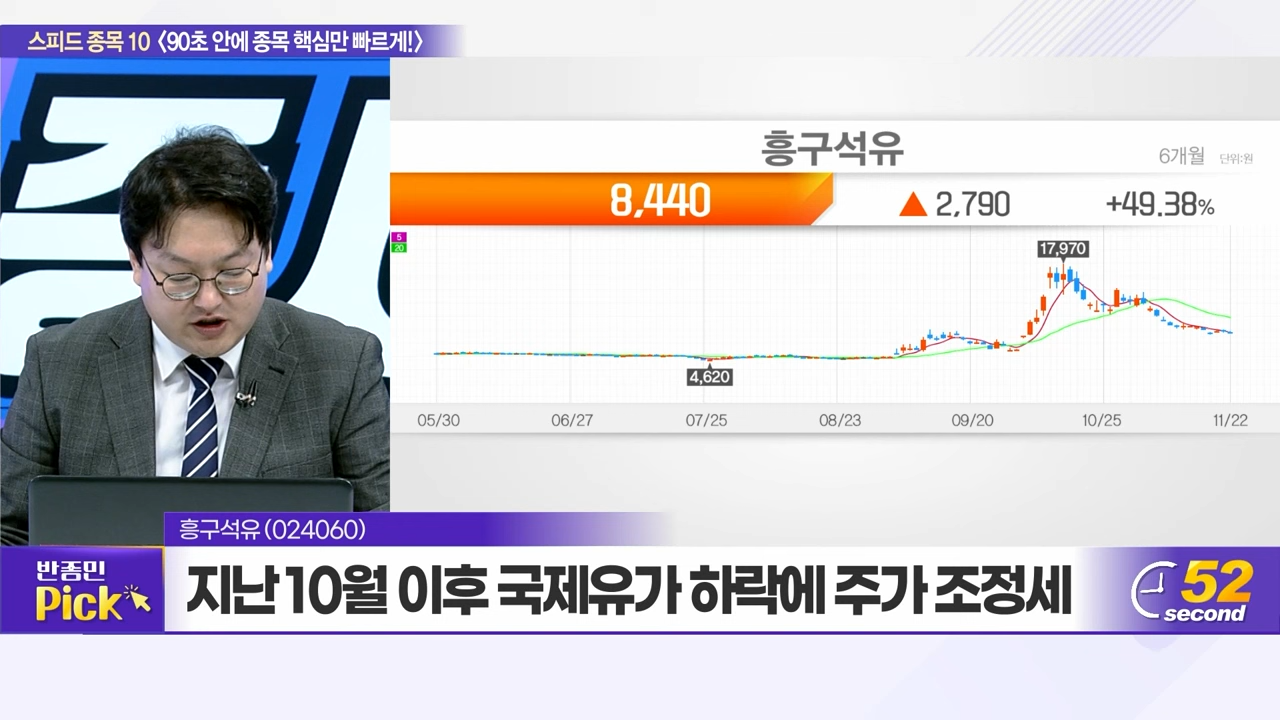 스피드 종목 10 〈90초 안에 종목 핵심만 빠르게!〉
흥구석유
6개월 단위:원
8,440 ▲ 2,790 +49.38%
5
20
17,970
4,620
05/30 06/27 07/25 08/23 09/20 10/25 11/22
흥구석유 (024060)
반종민
Pick
지난 10월 이후 국제유가 하락에 주가 조정세
52
second